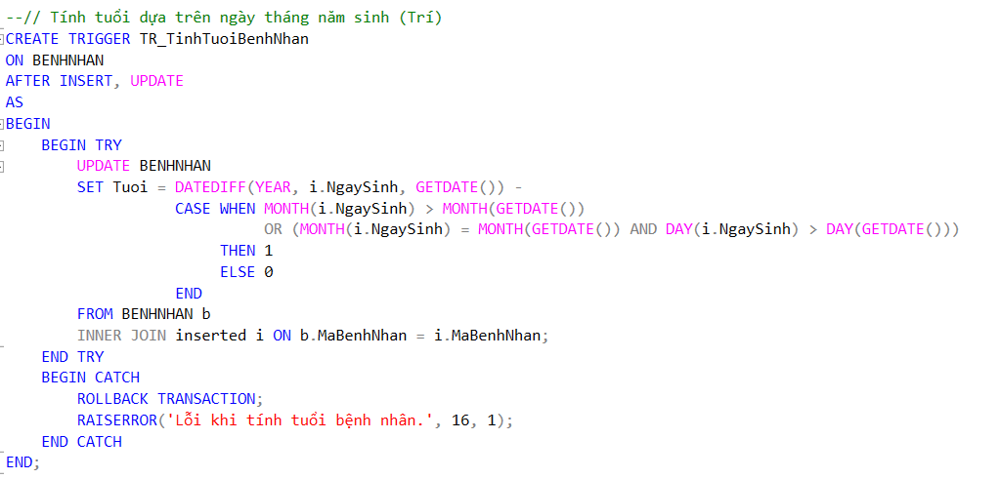 --// Tính tuổi dựa trên ngày tháng năm sinh (Trí)
CREATE TRIGGER TR_TinhTuoiBenhNhan
ON BENHNHAN
AFTER INSERT, UPDATE
AS
BEGIN
    BEGIN TRY
        UPDATE BENHNHAN
        SET Tuoi = DATEDIFF(YEAR, i.NgaySinh, GETDATE()) -
                   CASE WHEN MONTH(i.NgaySinh) > MONTH(GETDATE())
                             OR (MONTH(i.NgaySinh) = MONTH(GETDATE()) AND DAY(i.NgaySinh) > DAY(GETDATE()))
                        THEN 1
                        ELSE 0
                   END
        FROM BENHNHAN b
        INNER JOIN inserted i ON b.MaBenhNhan = i.MaBenhNhan;
    END TRY
    BEGIN CATCH
        ROLLBACK TRANSACTION;
        RAISERROR('Lỗi khi tính tuổi bệnh nhân.', 16, 1);
    END CATCH
END;